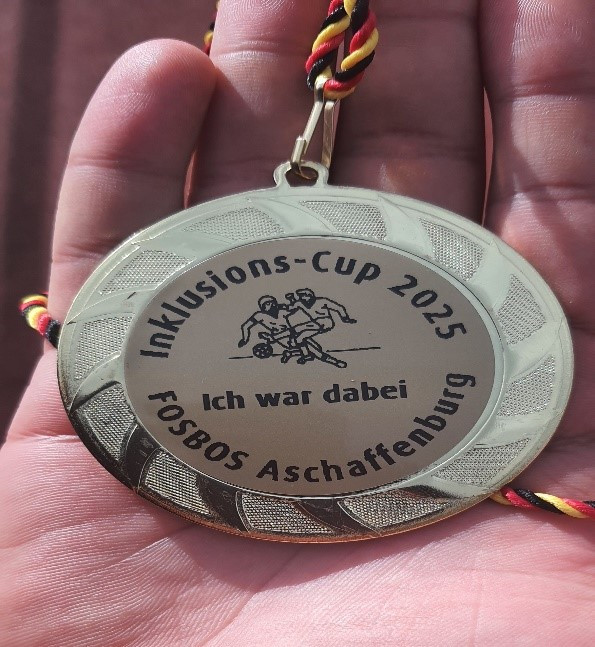 Inklusions-Cup 2025
Ich war dabei
FOSBOS Aschaffenburg